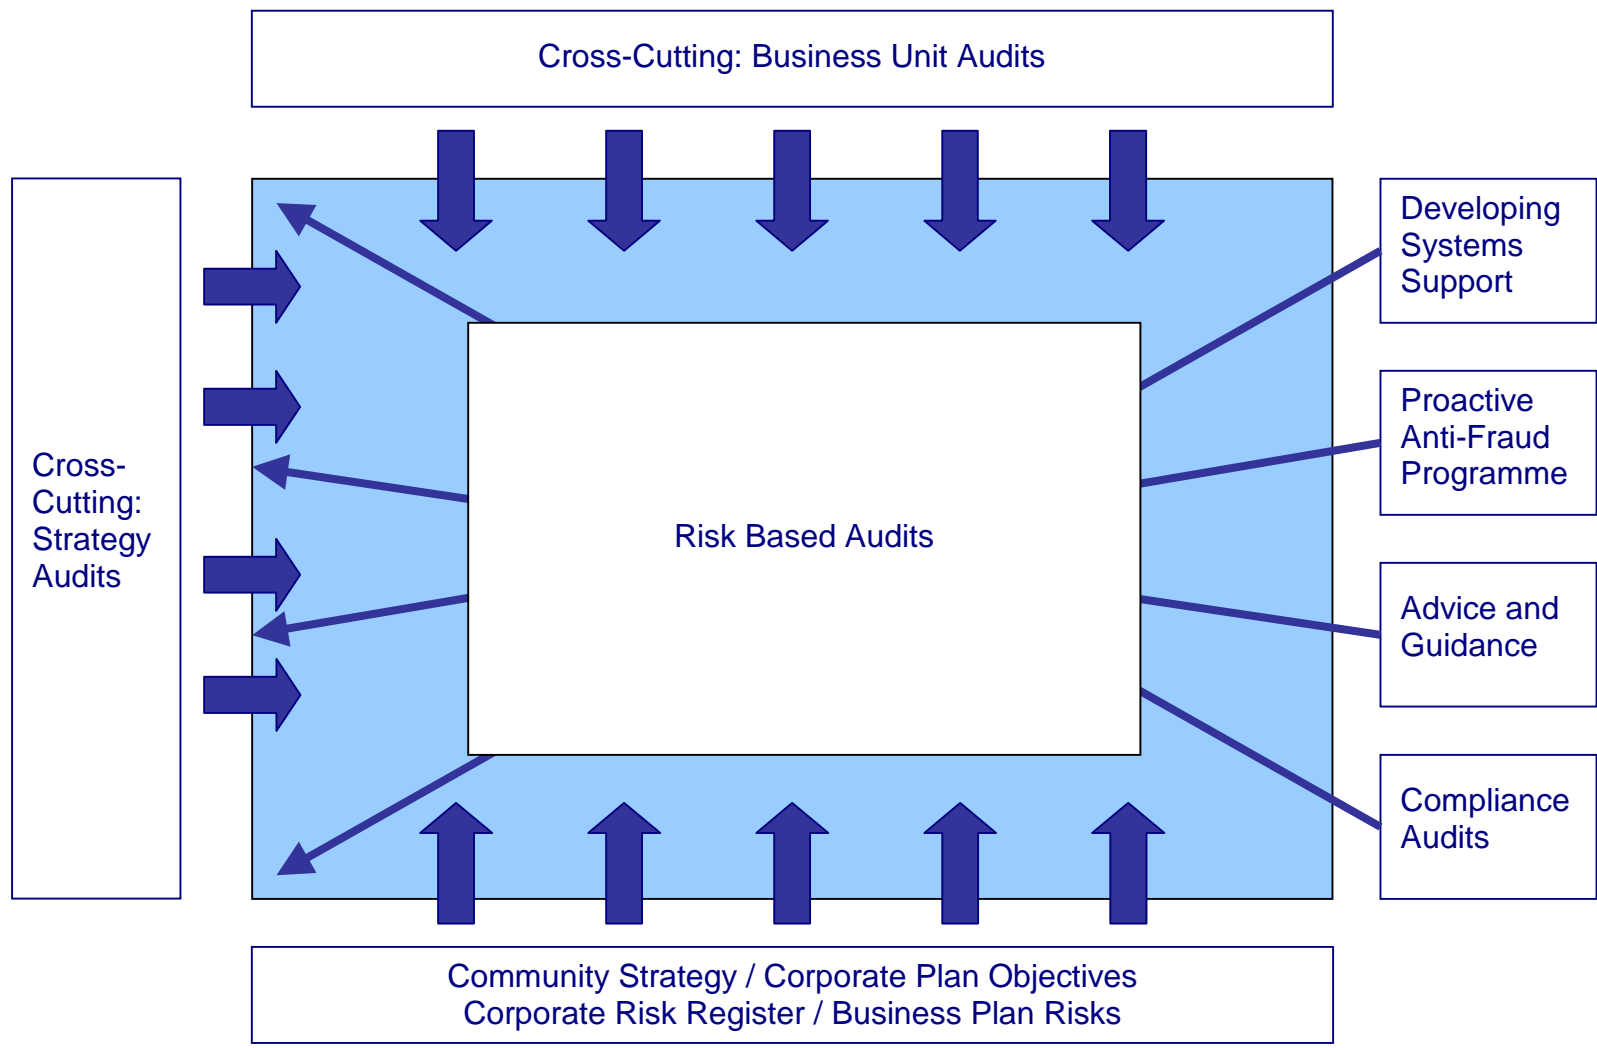 Cross-Cutting: Business Unit Audits
Cross-
Cutting:
Strategy
Audits
Risk Based Audits
Developing
Systems
Support
Proactive
Anti-Fraud
Programme
Advice and
Guidance
Compliance
Audits
Community Strategy / Corporate Plan Objectives
Corporate Risk Register / Business Plan Risks